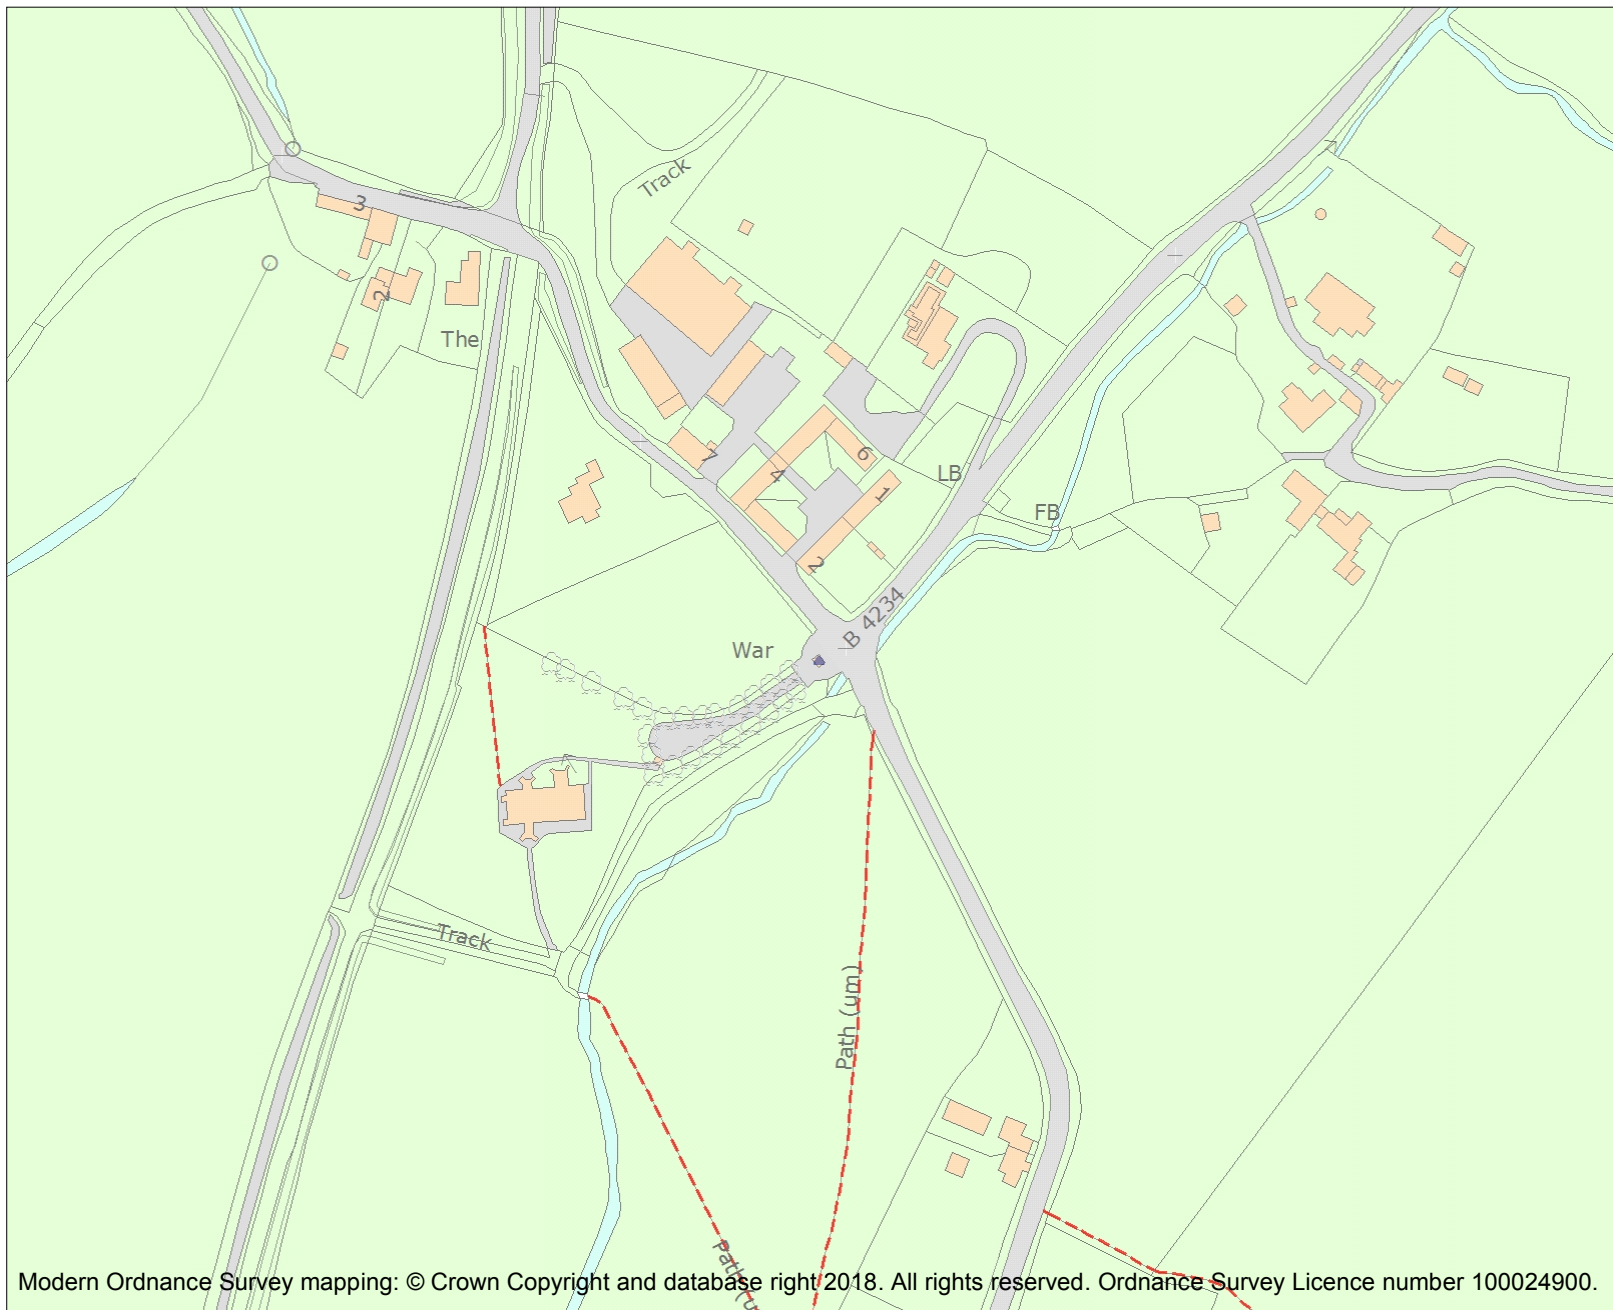 Track
3
2
The
7
4
6
1
LB
FB
2
B 4234
War
Track
Path (um)
Path (u
Modern Ordnance Survey mapping: © Crown Copyright and database right 2018. All rights reserved. Ordnance Survey Licence number 100024900.